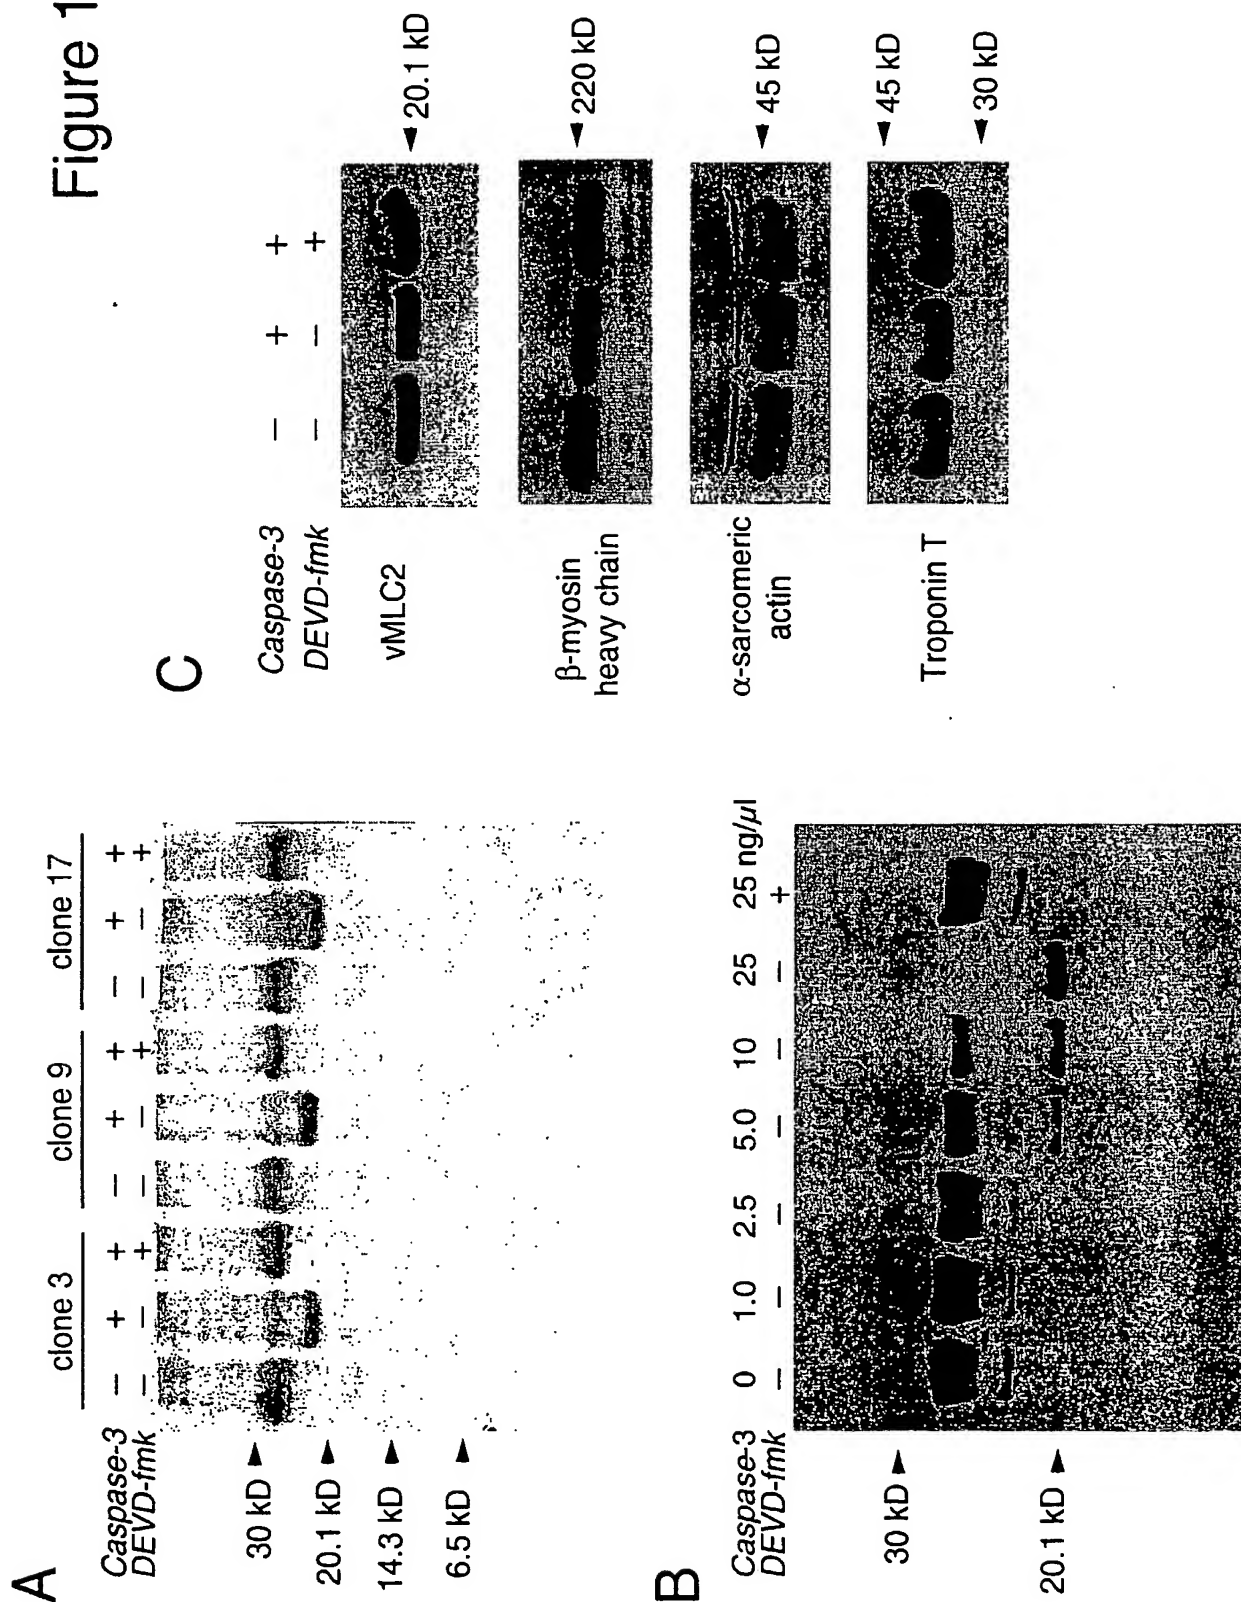 Figure 1
A
clone 3 clone 9 clone 17
Caspase-3 − + + − + + − + +
DEVD-fmk − − + − − + − − +
30 kD
20.1 kD
14.3 kD
6.5 kD
B
Caspase-3 0 1.0 2.5 5.0 10 25 25 ng/µl
DEVD-fmk − − − − − − +
30 kD
20.1 kD
C
Caspase-3 − + +
DEVD-fmk − − +
vMLC2
20.1 kD
β-myosin
heavy chain
220 kD
α-sarcomeric
actin
45 kD
Troponin T
45 kD
30 kD